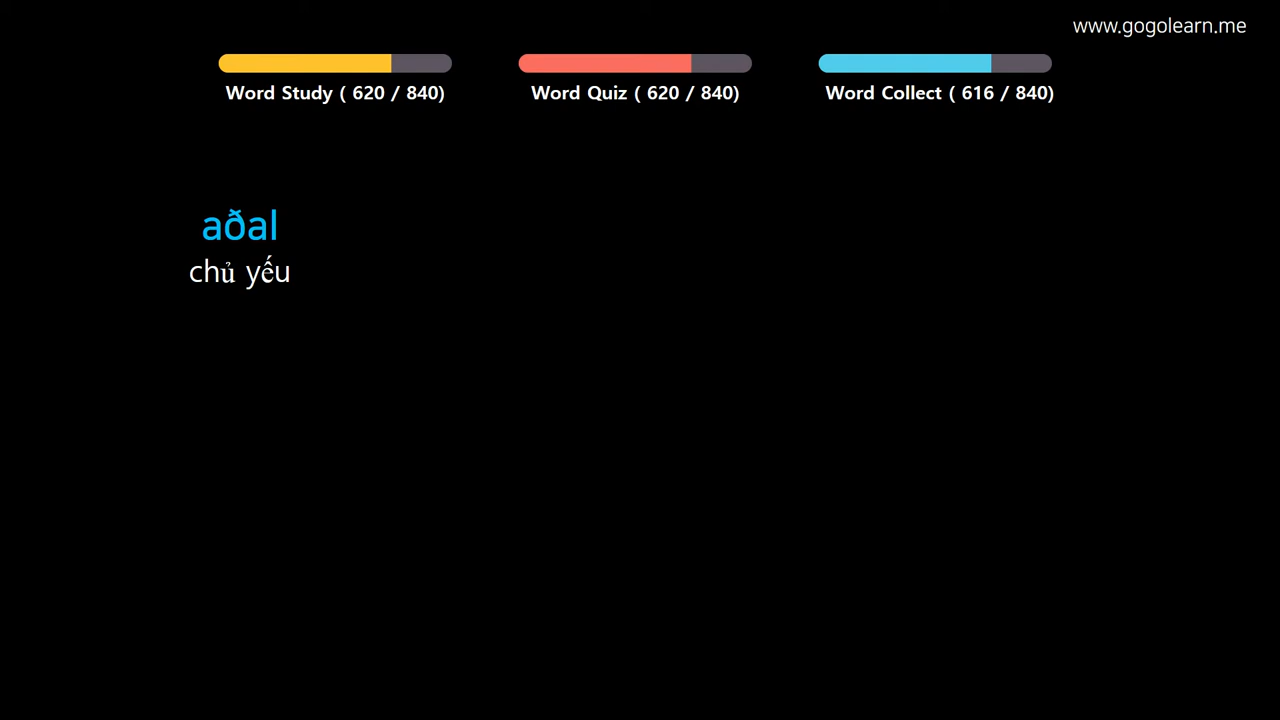 www.gogolearn.me
Word Study ( 620 / 840)
Word Quiz ( 620 / 840)
Word Collect ( 616 / 840)
aðal
chủ yếu